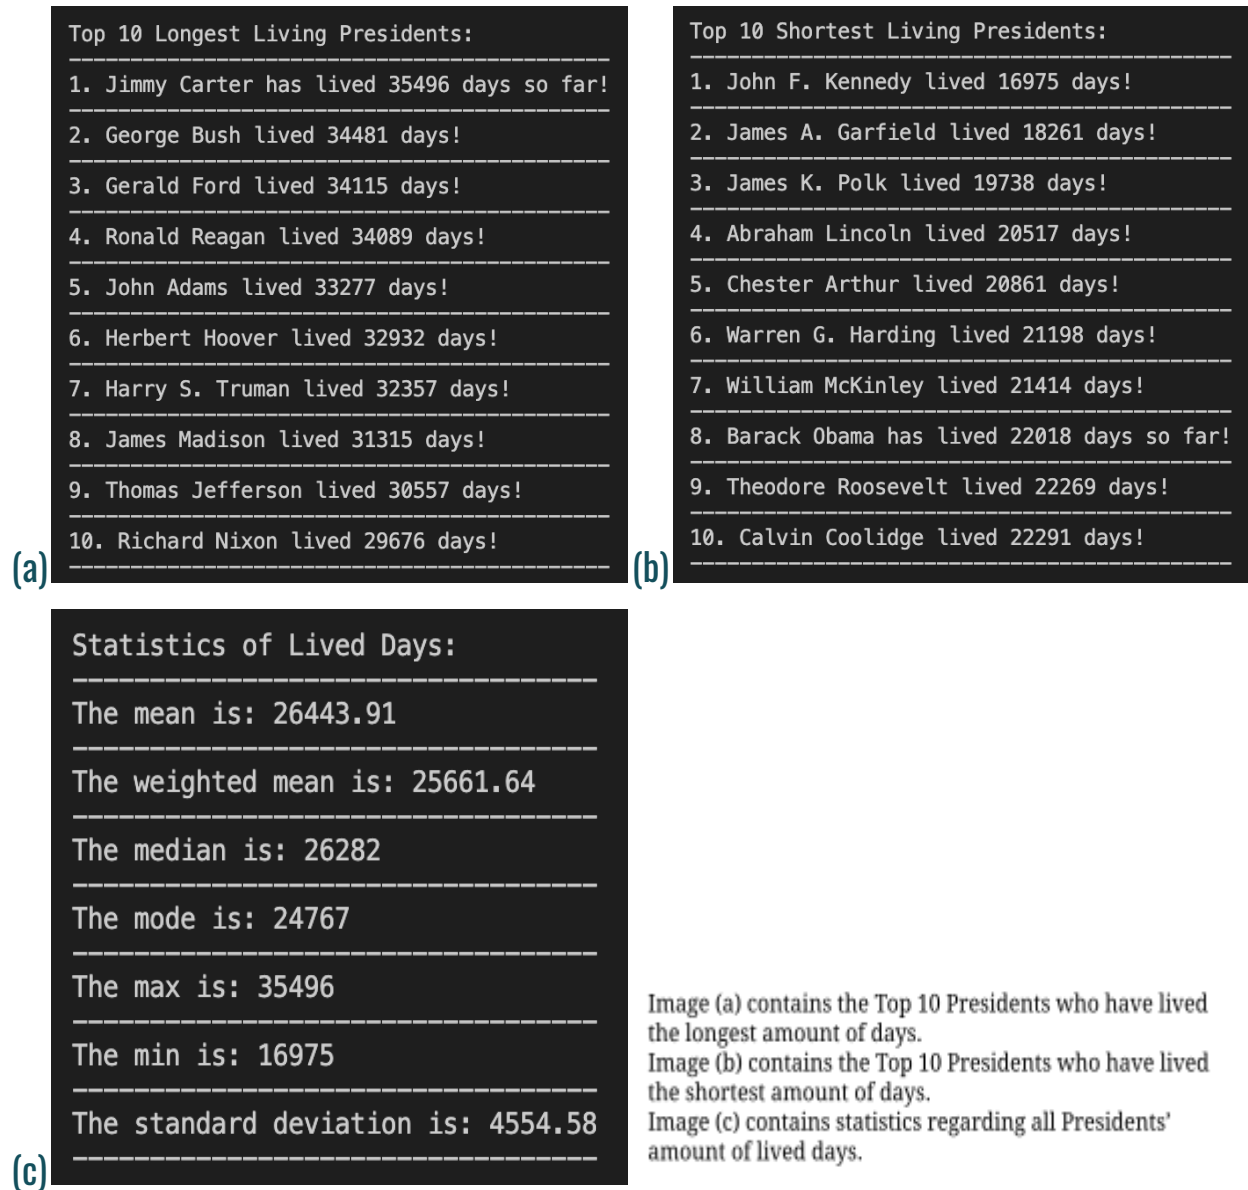 Top 10 Longest Living Presidents:
1. Jimmy Carter has lived 35496 days so far!
2. George Bush lived 34481 days!
3. Gerald Ford lived 34115 days!
4. Ronald Reagan lived 34089 days!
5. John Adams lived 33277 days!
6. Herbert Hoover lived 32932 days!
7. Harry S. Truman lived 32357 days!
8. James Madison lived 31315 days!
9. Thomas Jefferson lived 30557 days!
10. Richard Nixon lived 29676 days!
(a)
Top 10 Shortest Living Presidents:
1. John F. Kennedy lived 16975 days!
2. James A. Garfield lived 18261 days!
3. James K. Polk lived 19738 days!
4. Abraham Lincoln lived 20517 days!
5. Chester Arthur lived 20861 days!
6. Warren G. Harding lived 21198 days!
7. William McKinley lived 21414 days!
8. Barack Obama has lived 22018 days so far!
9. Theodore Roosevelt lived 22269 days!
10. Calvin Coolidge lived 22291 days!
(b)
Statistics of Lived Days:
The mean is: 26443.91
The weighted mean is: 25661.64
The median is: 26282
The mode is: 24767
The max is: 35496
The min is: 16975
The standard deviation is: 4554.58
(c)
Image (a) contains the Top 10 Presidents who have lived
the longest amount of days.
Image (b) contains the Top 10 Presidents who have lived
the shortest amount of days.
Image (c) contains statistics regarding all Presidents’
amount of lived days.